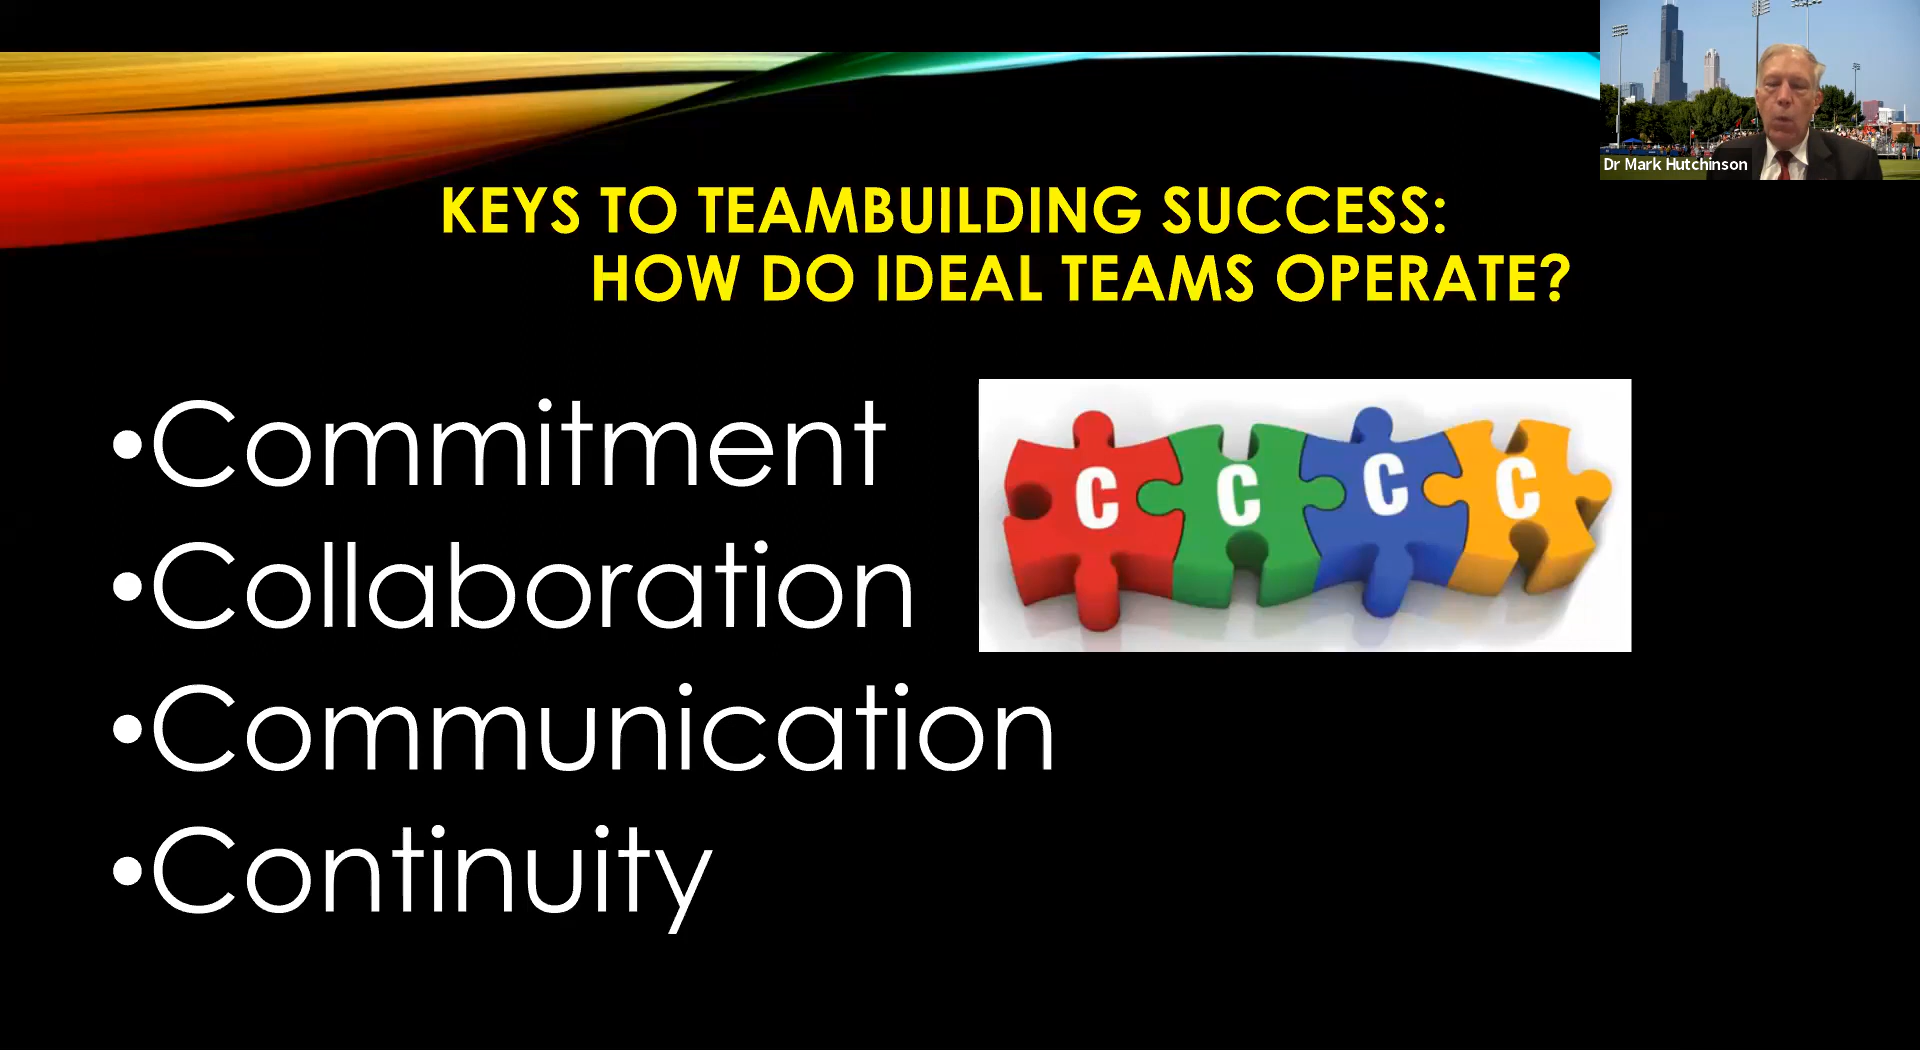 Dr Mark Hutchinson
KEYS TO TEAMBUILDING SUCCESS:
HOW DO IDEAL TEAMS OPERATE?
•Commitment
•Collaboration
•Communication
•Continuity
C C C C